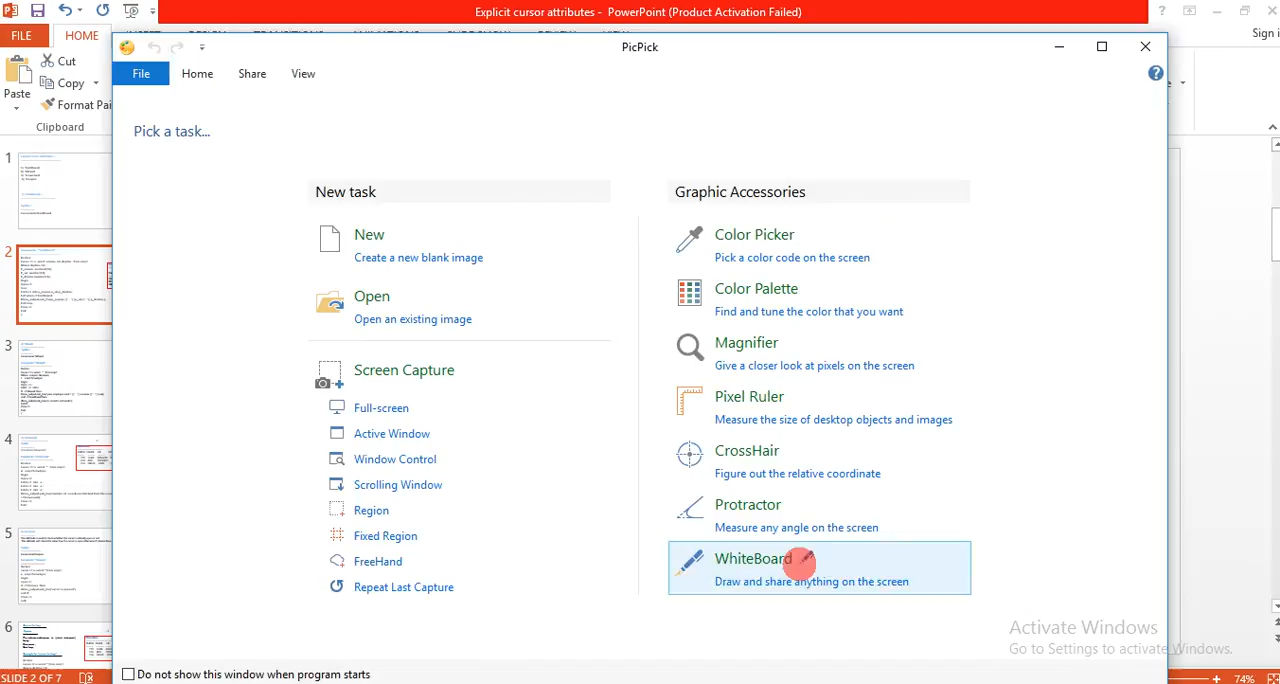 Explicit cursor attributes - PowerPoint (Product Activation Failed)
FILE
HOME
Sign i
Cut
Copy
Paste
Format Pai
Clipboard
PicPick
File
Home
Share
View
Pick a task...
New task
New
Create a new blank image
Open
Open an existing image
Screen Capture
Full-screen
Active Window
Window Control
Scrolling Window
Region
Fixed Region
FreeHand
Repeat Last Capture
Graphic Accessories
Color Picker
Pick a color code on the screen
Color Palette
Find and tune the color that you want
Magnifier
Give a closer look at pixels on the screen
Pixel Ruler
Measure the size of desktop objects and images
CrossHair
Figure out the relative coordinate
Protractor
Measure any angle on the screen
WhiteBoard
Draw and share anything on the screen
Do not show this window when program starts
Activate Windows
Go to Settings to activate Windows.
1
2
3
4
5
6
SLIDE 2 OF 7
74%